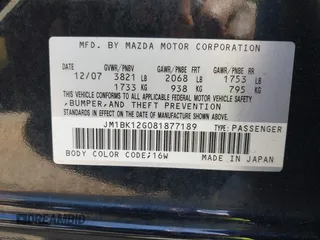 MFD. BY MAZDA MOTOR CORPORATION
GVWR/PNBV GAWR/PNBE GAWR/PNBE
12/07 3821 LB 2068 LB 1753 LB
1733 KG 938 KG 795 KG
THIS VEHICLE CONFORMS TO ALL APPLICABLE FEDERAL MOTOR VEHICLE SAFETY
,BUMPER,AND THEFT PREVENTION
STANDARDS IN EFFECT ON THE DATE OF MANUFACTURE SHOWN ABOVE.
JM1BK12G081877189 TYPE:PASSENGER
BODY COLOR CODE;16W MADE IN JAPAN
AUTOBIDMASTER